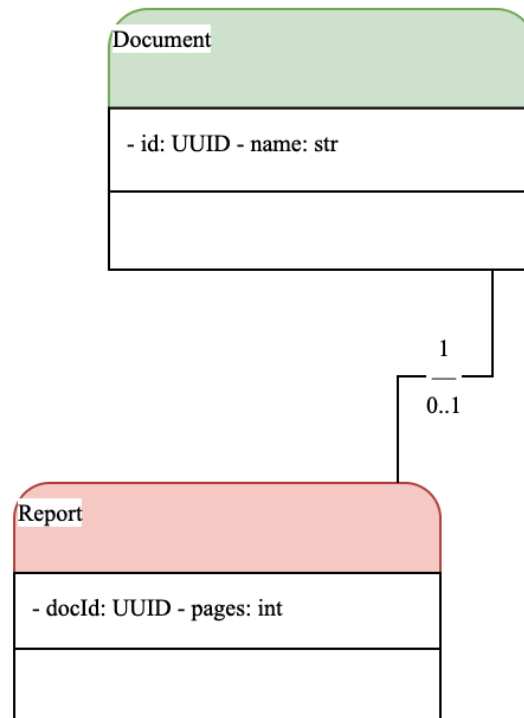 Document
- id: UUID - name: str
1
—
0..1
Report
- docId: UUID - pages: int